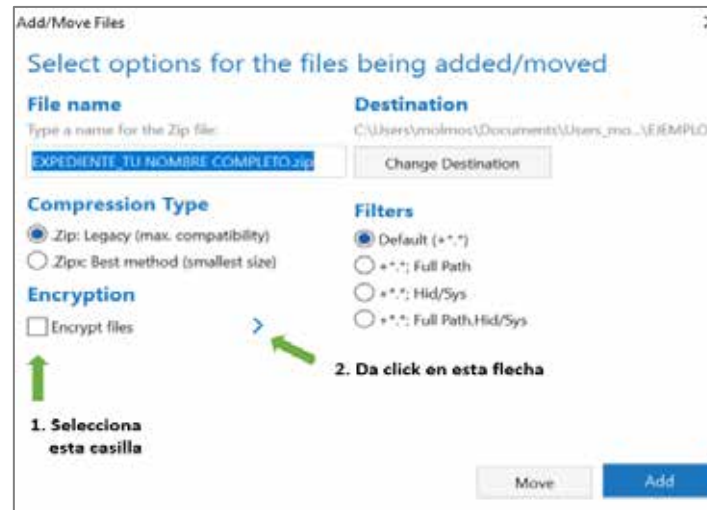 Add/Move Files
Select options for the files being added/moved
File name
Type a name for the Zip file:
EXPEDIENTE_TU NOMBRE COMPLETO.zip
Destination
C:\Users\molmos\Documents\Users_mo...\EJEMPLO
Change Destination
Compression Type
.Zip: Legacy (max. compatibility)
.Zipx: Best method (smallest size)
Filters
Default (+*.*)
+*.*; Full Path
+*.*; Hid/Sys
+*.*; Full Path,Hid/Sys
Encryption
Encrypt files
2. Da click en esta flecha
1. Selecciona
esta casilla
Move
Add